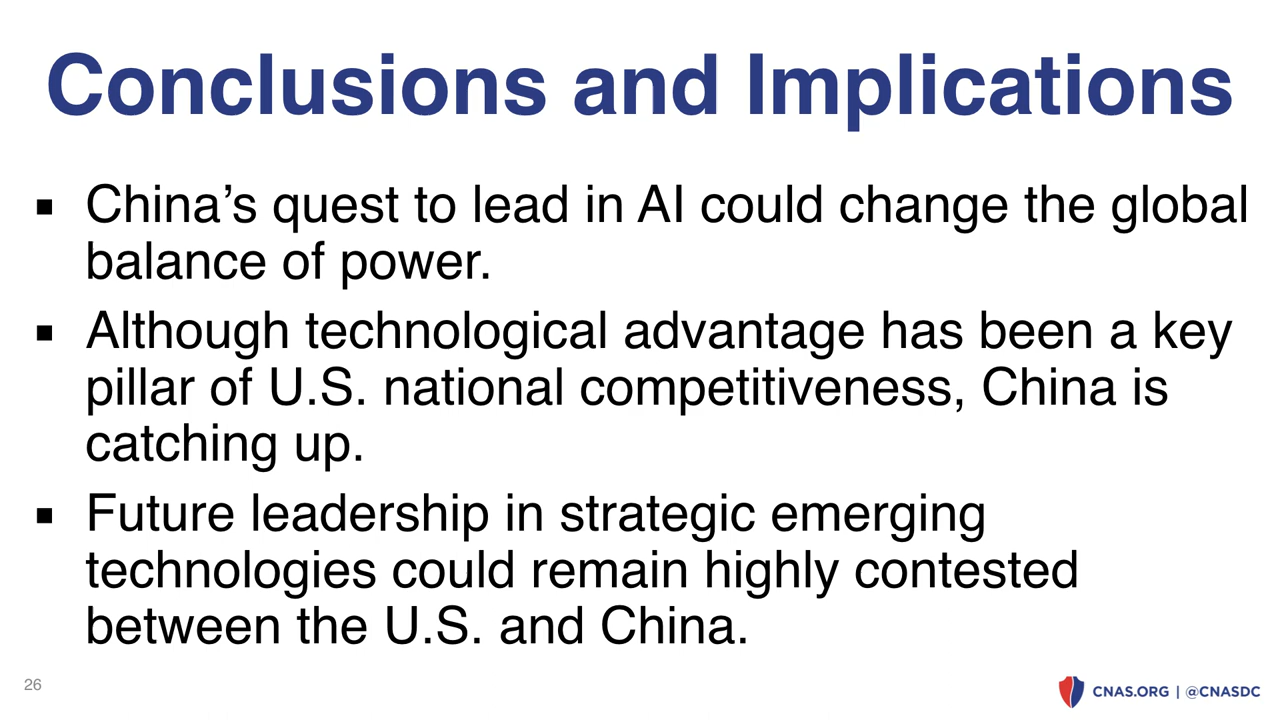 Conclusions and Implications
▪ China’s quest to lead in AI could change the global
balance of power.
▪ Although technological advantage has been a key
pillar of U.S. national competitiveness, China is
catching up.
▪ Future leadership in strategic emerging
technologies could remain highly contested
between the U.S. and China.
26
CNAS.ORG | @CNASDC